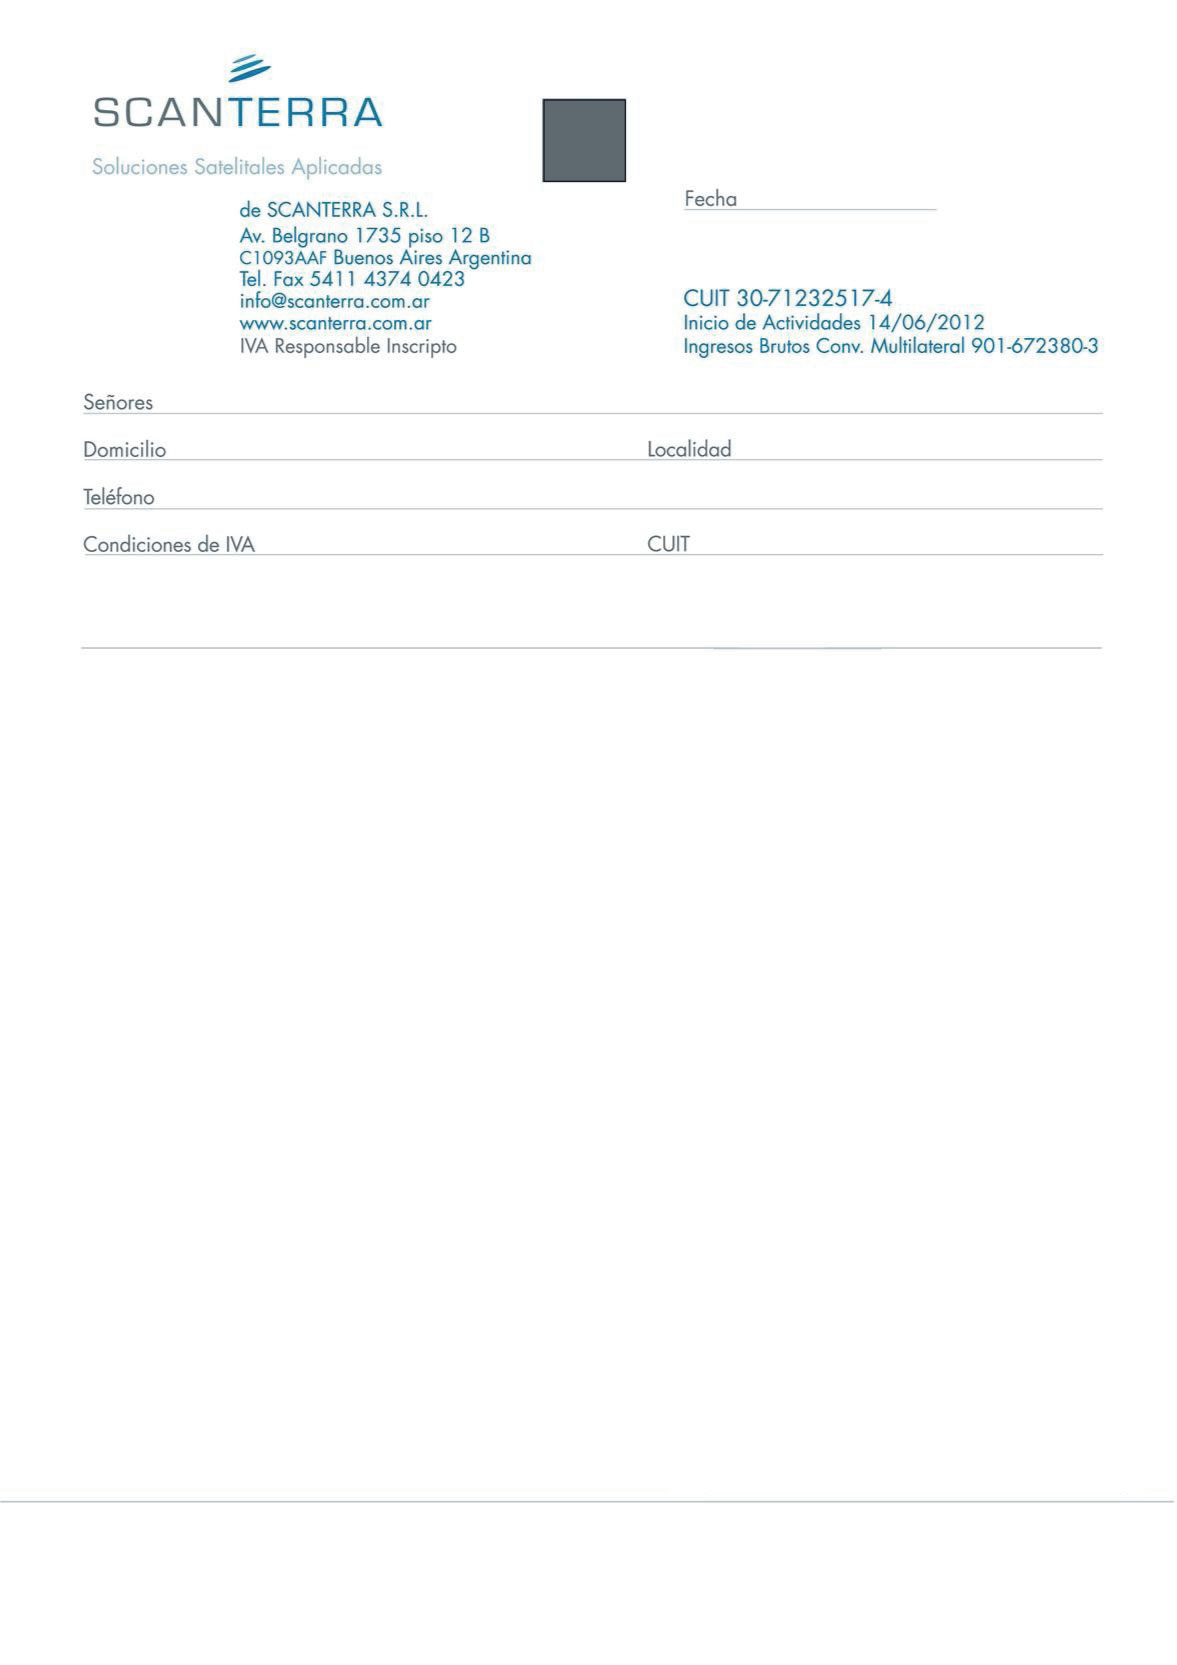 SCANTERRA
Soluciones Satelitales Aplicadas
de SCANTERRA S.R.L.
Av. Belgrano 1735 piso 12 B
C1093AAF Buenos Aires Argentina
Tel. Fax 5411 4374 0423
info@scanterra.com.ar
www.scanterra.com.ar
IVA Responsable Inscripto
Fecha
CUIT 30-71232517-4
Inicio de Actividades 14/06/2012
Ingresos Brutos Conv. Multilateral 901-672380-3
Señores
Domicilio Localidad
Teléfono
Condiciones de IVA CUIT